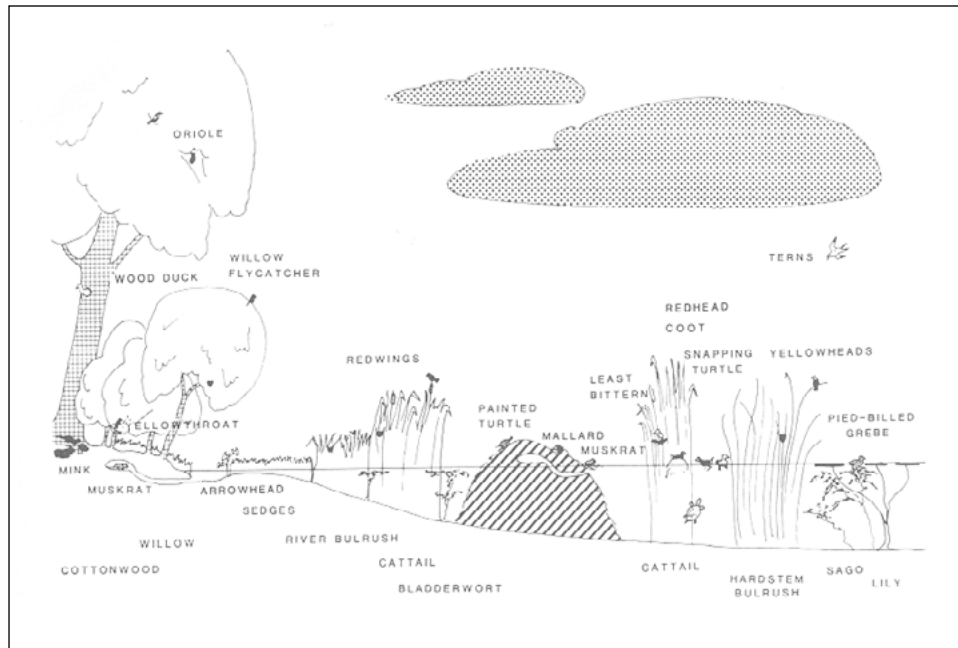 ORIOLE
WOOD DUCK
WILLOW
FLYCATCHER
TERNS
REDHEAD
COOT
REDWINGS
SNAPPING
TURTLE
YELLOWHEADS
LEAST
BITTERN
PAINTED
TURTLE
YELLOWTHROAT
PIED-BILLED
GREBE
MALLARD
MUSKRAT
MINK
MUSKRAT
ARROWHEAD
SEDGES
WILLOW
RIVER BULRUSH
COTTONWOOD
CATTAIL
BLADDERWORT
CATTAIL
HARDSTEM
BULRUSH
SAGO
LILY